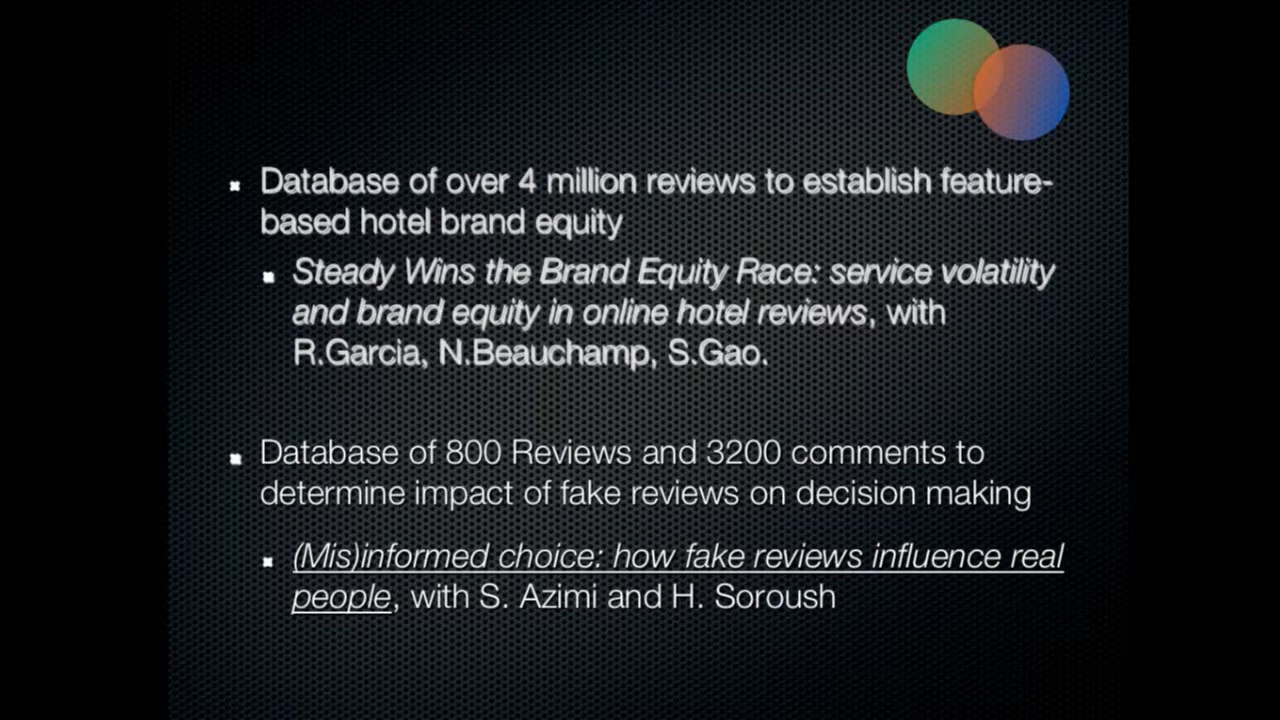 Database of over 4 million reviews to establish feature-
based hotel brand equity
Steady Wins the Brand Equity Race: service volatility
and brand equity in online hotel reviews, with
R.Garcia, N.Beauchamp, S.Gao.
Database of 800 Reviews and 3200 comments to
determine impact of fake reviews on decision making
(Mis)informed choice: how fake reviews influence real
people, with S. Azimi and H. Soroush